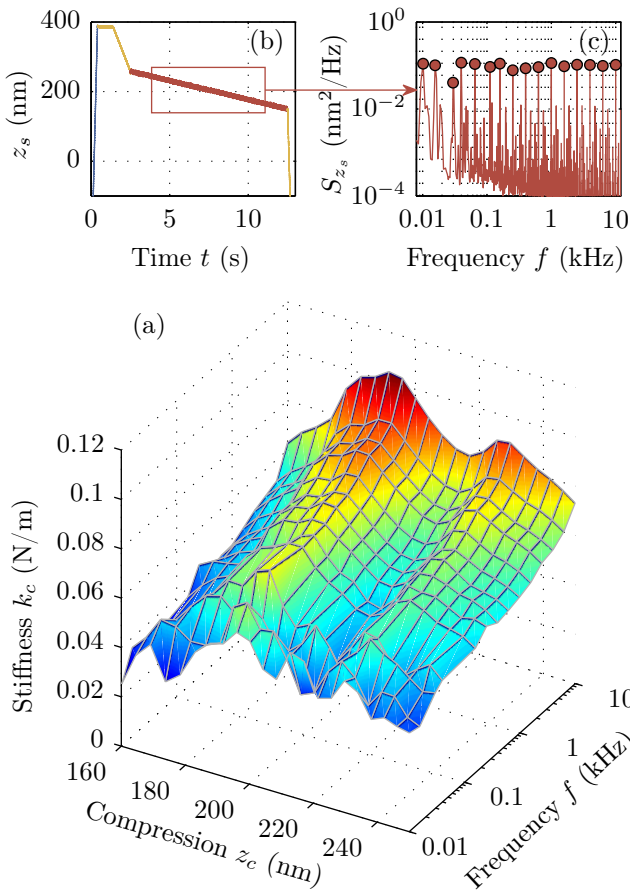 400
200
0
z_s (nm)
(b)
0
5
10
Time t (s)
10^0
10^−2
10^−4
S_{z_s} (nm^2/Hz)
(c)
0.01
0.1
1
10
Frequency f (kHz)
(a)
0.12
0.1
0.08
0.06
0.04
0.02
0
Stiffness k_c (N/m)
160
180
200
220
240
Compression z_c (nm)
0.01
0.1
1
10
Frequency f (kHz)